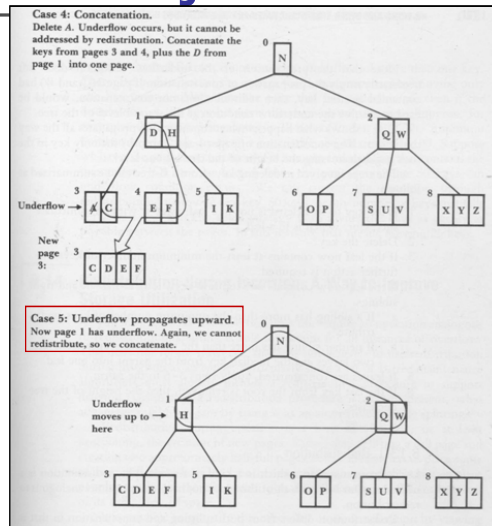 Case 4: Concatenation.
Delete A. Underflow occurs, but it cannot be
addressed by redistribution. Concatenate the
keys from pages 3 and 4, plus the D from
page 1 into one page.
0
N
1
D H
2
Q W
Underflow →
3
A C
4
E F
5
I K
6
O P
7
S U V
8
X Y Z
New
page
3:
3
C D E F
Case 5: Underflow propagates upward.
Now page 1 has underflow. Again, we cannot
redistribute, so we concatenate.
0
N
Underflow
moves up to →
here
1
H
2
Q W
3
C D E F
5
I K
6
O P
7
S U V
8
X Y Z